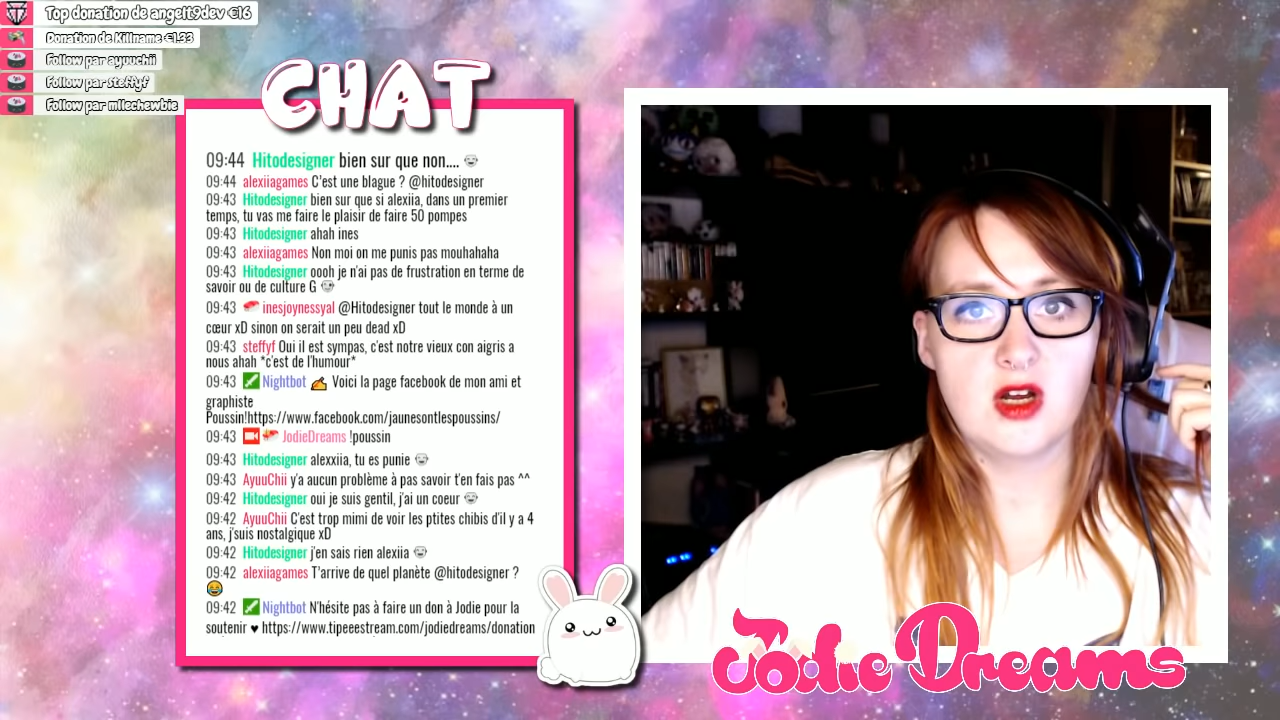 Top donation de angell9dev €16
Donation de Killname €1.33
Follow par ayuuchii
Follow par steffyf
Follow par mllechewbie
CHAT
09:44 Hitodesigner bien sur que non....
09:44 alexiiagames C'est une blague ? @hitodesigner
09:43 Hitodesigner bien sur que si alexiia, dans un premier
temps, tu vas me faire le plaisir de faire 50 pompes
09:43 Hitodesigner ahah ines
09:43 alexiiagames Non moi on me punis pas mouhahaha
09:43 Hitodesigner oooh je n'ai pas de frustration en terme de
savoir ou de culture G
09:43 inesjoynessyal @Hitodesigner tout le monde à un
cœur xD sinon on serait un peu dead xD
09:43 steffyf Oui il est sympas, c'est notre vieux con aigris a
nous ahah *c'est de l'humour*
09:43 Nightbot ✍ Voici la page facebook de mon ami et
graphiste
Poussin!https://www.facebook.com/jaunesontlespoussins/
09:43 JodieDreams !poussin
09:43 Hitodesigner alexxiia, tu es punie
09:43 AyuuChii y'a aucun problème à pas savoir t'en fais pas ^^
09:42 Hitodesigner oui je suis gentil, j'ai un coeur
09:42 AyuuChii C'est trop mimi de voir les ptites chibis d'il y a 4
ans, j'suis nostalgique xD
09:42 Hitodesigner j'en sais rien alexiia
09:42 alexiiagames T'arrive de quel planète @hitodesigner ?
😂
09:42 Nightbot N'hésite pas à faire un don à Jodie pour la
soutenir ♥ https://www.tipeeestream.com/jodiedreams/donation
Jodie Dreams